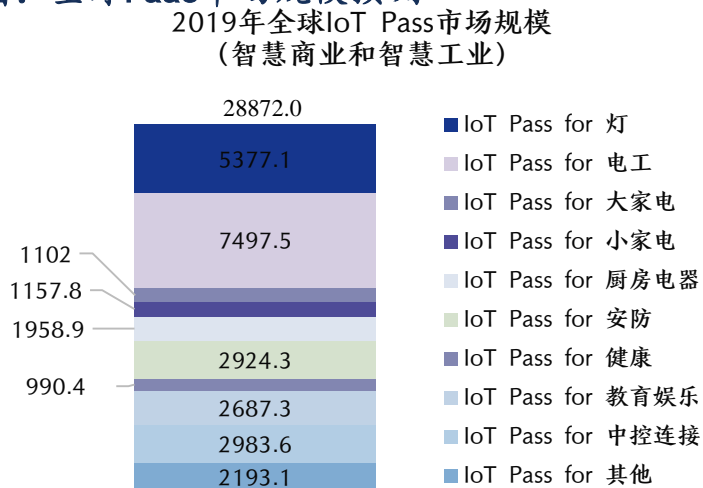 2019年全球IoT Pass市场规模
（智慧商业和智慧工业）
28872.0
5377.1
7497.5
1102
1157.8
1958.9
2924.3
990.4
2687.3
2983.6
2193.1
IoT Pass for 灯
IoT Pass for 电工
IoT Pass for 大家电
IoT Pass for 小家电
IoT Pass for 厨房电器
IoT Pass for 安防
IoT Pass for 健康
IoT Pass for 教育娱乐
IoT Pass for 中控连接
IoT Pass for 其他